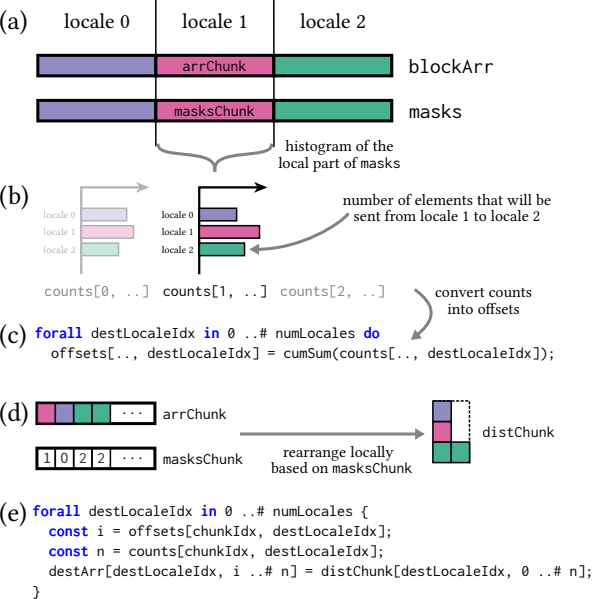 (a) locale 0 locale 1 locale 2
arrChunk blockArr
masksChunk masks
histogram of the
local part of masks
(b)
number of elements that will be
sent from locale 1 to locale 2
locale 0 locale 0
locale 1 locale 1
locale 2 locale 2
counts[0, ..] counts[1, ..] counts[2, ..]
convert counts
into offsets
(c) forall destLocaleIdx in 0 ..# numLocales do
offsets[.., destLocaleIdx] = cumSum(counts[.., destLocaleIdx]);
(d) ... arrChunk
distChunk
1 0 2 2 ... masksChunk
rearrange locally
based on masksChunk
(e) forall destLocaleIdx in 0 ..# numLocales {
const i = offsets[chunkIdx, destLocaleIdx];
const n = counts[chunkIdx, destLocaleIdx];
destArr[destLocaleIdx, i ..# n] = distChunk[destLocaleIdx, 0 ..# n];
}